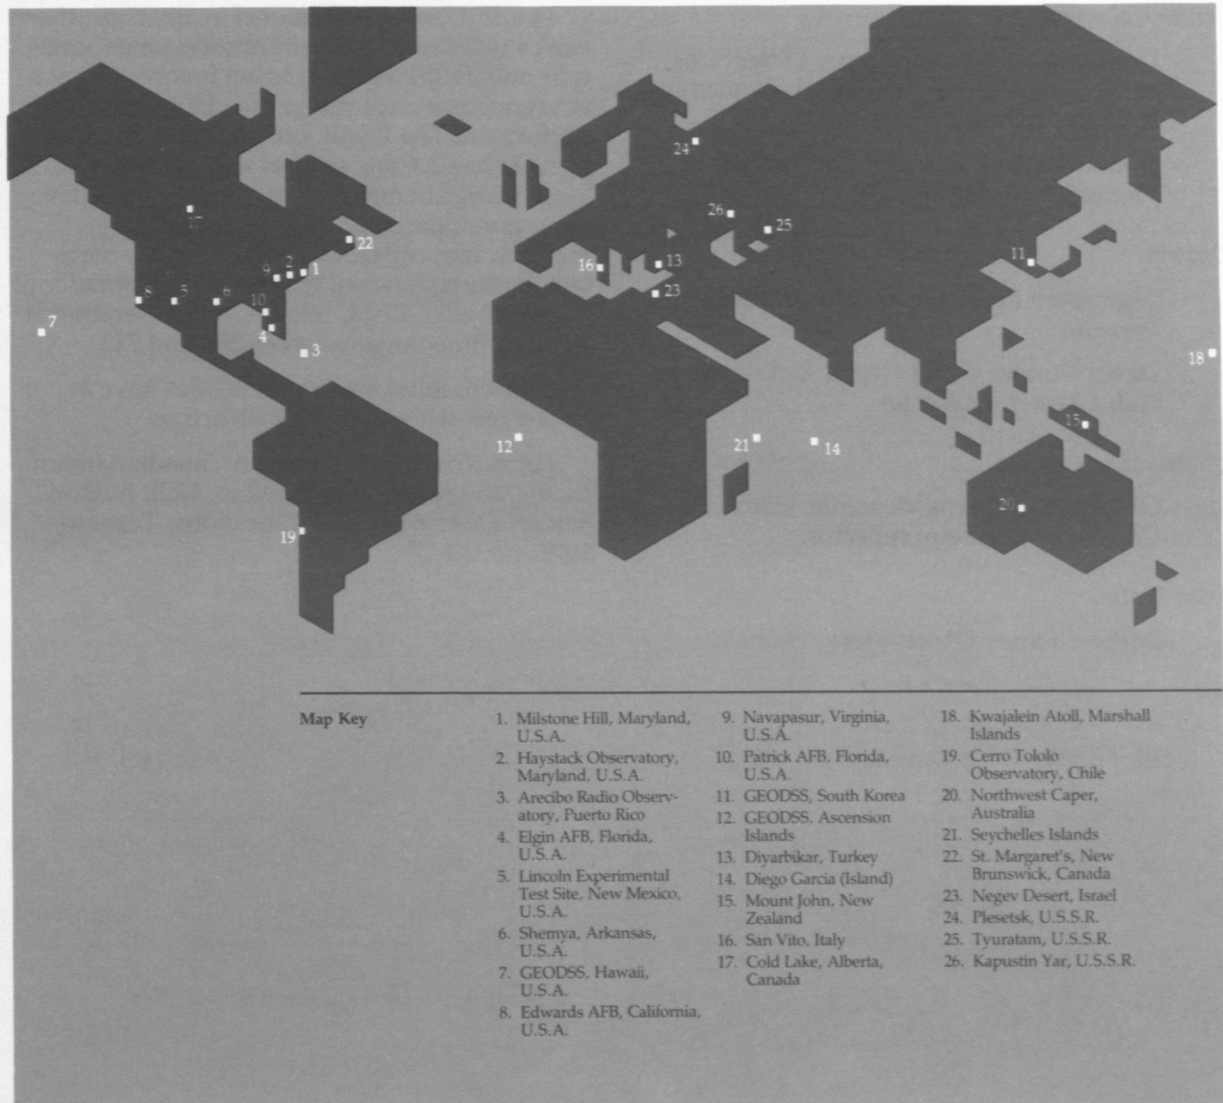 24
26
25
17
22
11
2
1
9
16
13
8
5
6
23
10
7
4
3
18
15
12
21
14
20
19
Map Key
1. Milstone Hill, Maryland,
U.S.A.
2. Haystack Observatory,
Maryland, U.S.A.
3. Arecibo Radio Observ-
atory, Puerto Rico
4. Elgin AFB, Florida,
U.S.A.
5. Lincoln Experimental
Test Site, New Mexico,
U.S.A.
6. Shemya, Arkansas,
U.S.A.
7. GEODSS, Hawaii,
U.S.A.
8. Edwards AFB, California,
U.S.A.
9. Navapasur, Virginia,
U.S.A.
10. Patrick AFB, Florida,
U.S.A.
11. GEODSS, South Korea
12. GEODSS, Ascension
Islands
13. Diyarbikar, Turkey
14. Diego Garcia (Island)
15. Mount John, New
Zealand
16. San Vito, Italy
17. Cold Lake, Alberta,
Canada
18. Kwajalein Atoll, Marshall
Islands
19. Cerro Tololo
Observatory, Chile
20. Northwest Caper,
Australia
21. Seychelles Islands
22. St. Margaret's, New
Brunswick, Canada
23. Negev Desert, Israel
24. Plesetsk, U.S.S.R.
25. Tyuratam, U.S.S.R.
26. Kapustin Yar, U.S.S.R.